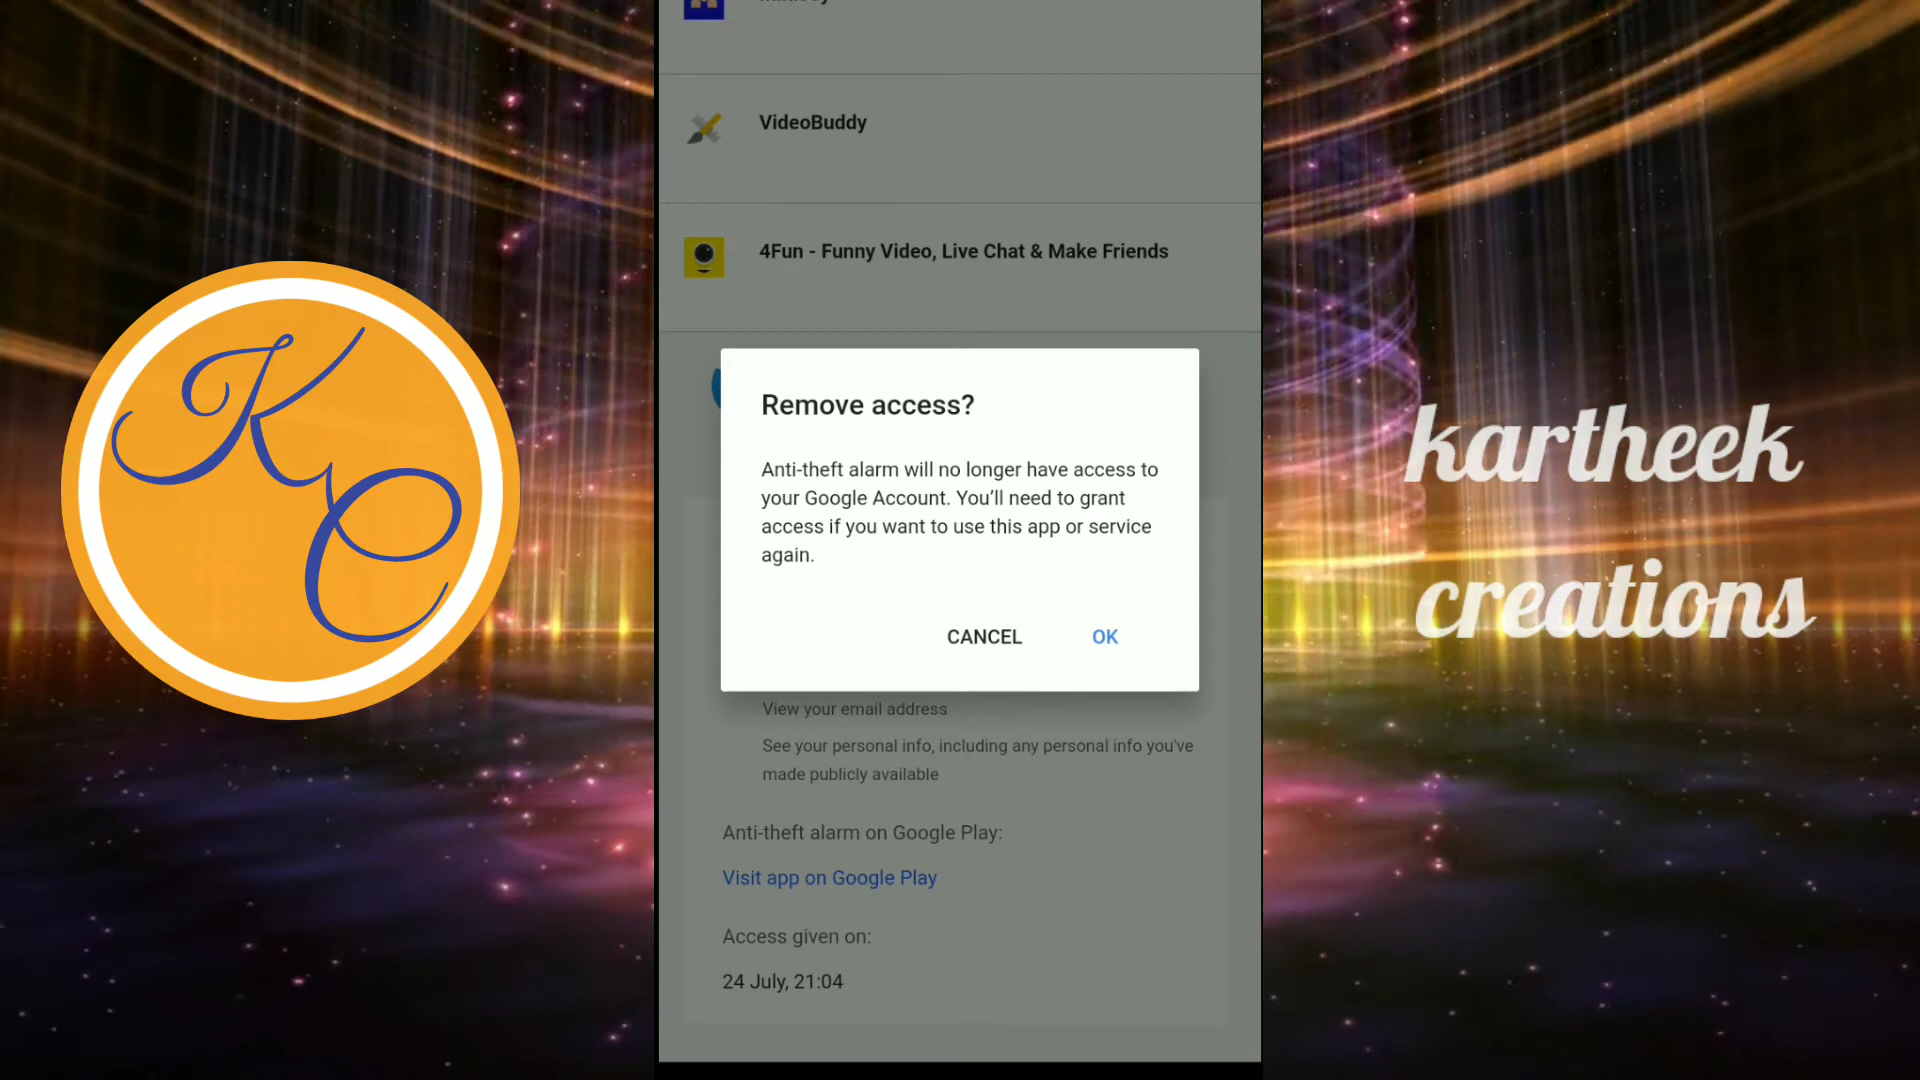 VideoBuddy
4Fun - Funny Video, Live Chat & Make Friends
Remove access?
Anti-theft alarm will no longer have access to
your Google Account. You’ll need to grant
access if you want to use this app or service
again.
CANCEL
OK
View your email address
See your personal info, including any personal info you've
made publicly available
Anti-theft alarm on Google Play:
Visit app on Google Play
Access given on:
24 July, 21:04
KC
kartheek
creations